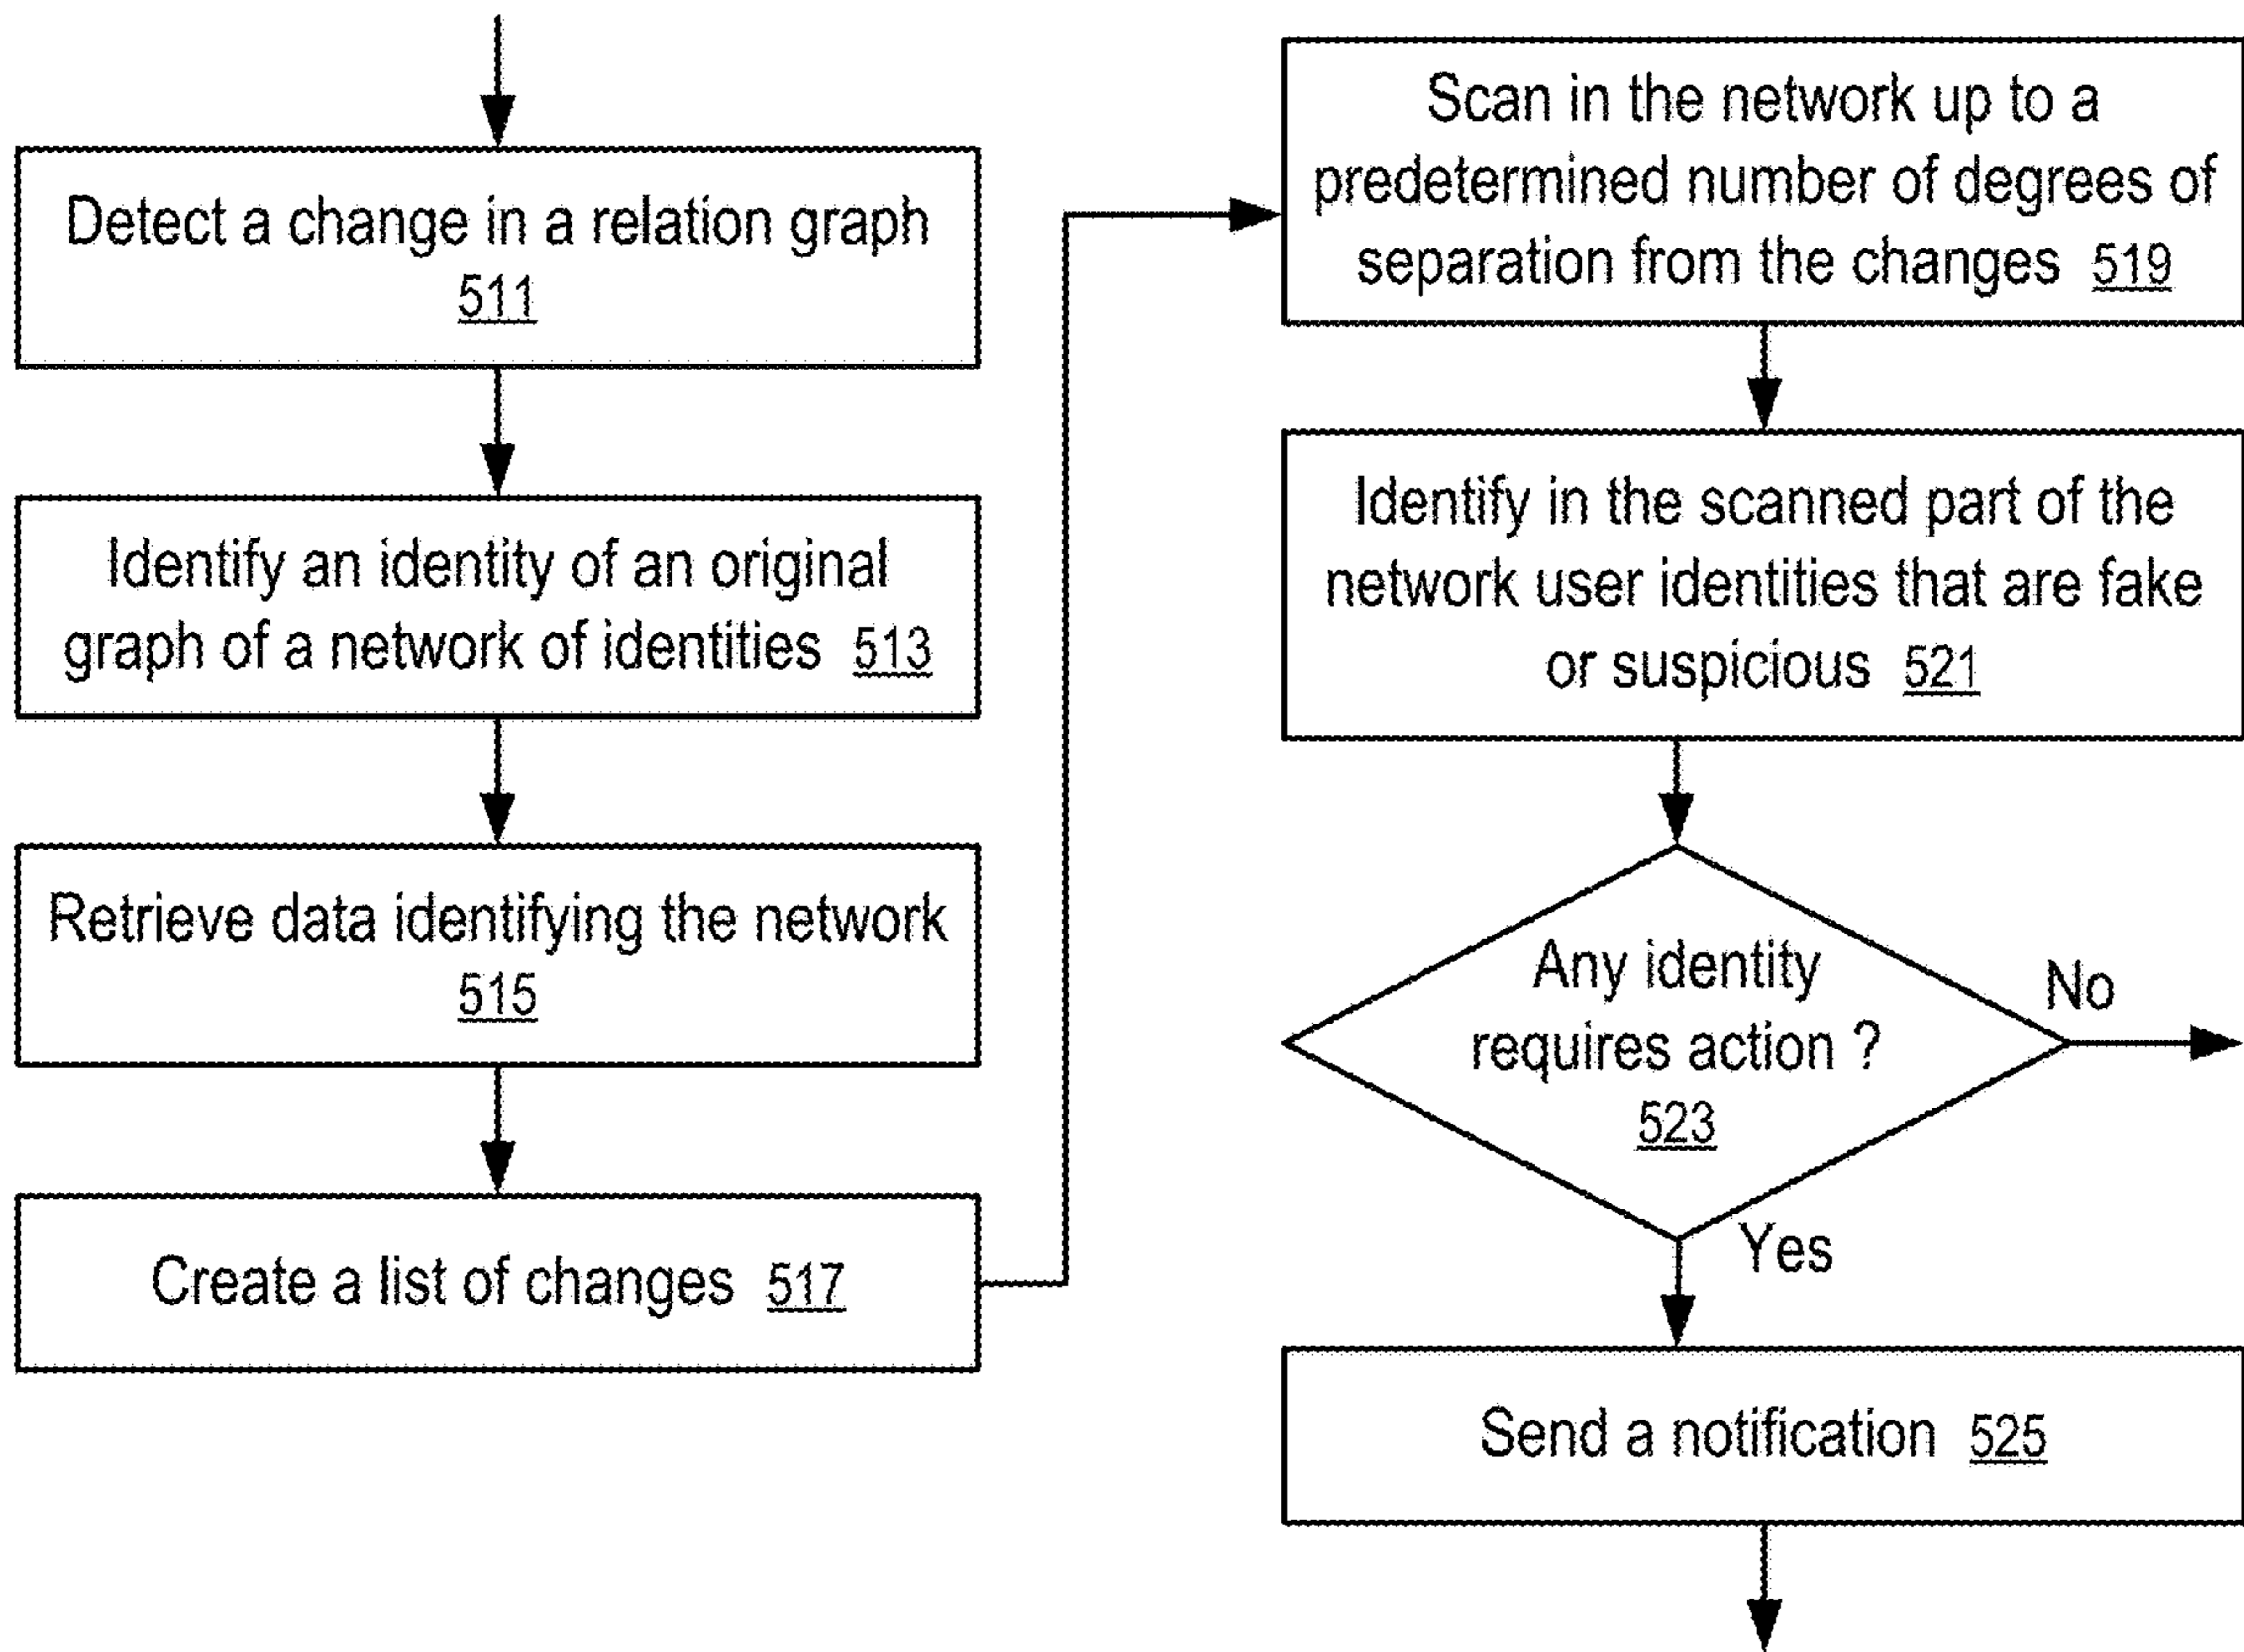 Detect a change in a relation graph
511
Identify an identity of an original
graph of a network of identities 513
Retrieve data identifying the network
515
Create a list of changes 517
Scan in the network up to a
predetermined number of degrees of
separation from the changes 519
Identify in the scanned part of the
network user identities that are fake
or suspicious 521
Any identity
requires action ?
523
No
Yes
Send a notification 525